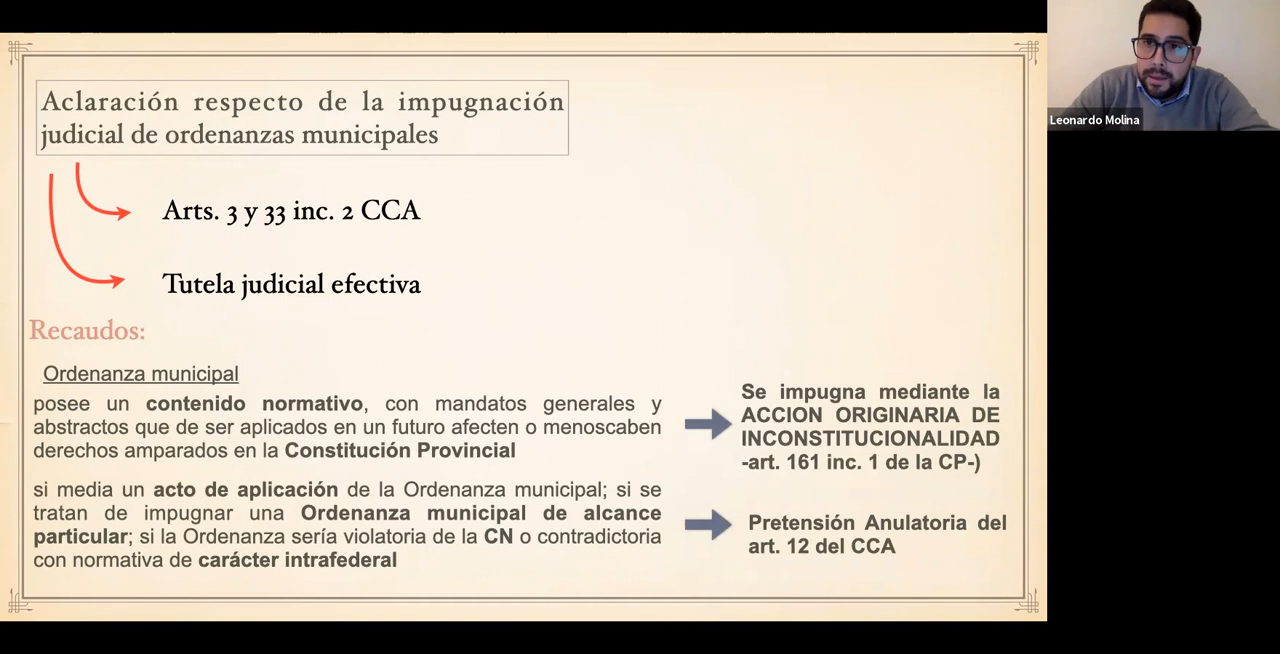 Aclaración respecto de la impugnación
judicial de ordenanzas municipales
Arts. 3 y 33 inc. 2 CCA
Tutela judicial efectiva
Recaudos:
Ordenanza municipal
posee un contenido normativo, con mandatos generales y
abstractos que de ser aplicados en un futuro afecten o menoscaben
derechos amparados en la Constitución Provincial
Se impugna mediante la
ACCION ORIGINARIA DE
INCONSTITUCIONALIDAD
-art. 161 inc. 1 de la CP-)
si media un acto de aplicación de la Ordenanza municipal; si se
tratan de impugnar una Ordenanza municipal de alcance
particular; si la Ordenanza sería violatoria de la CN o contradictoria
con normativa de carácter intrafederal
Pretensión Anulatoria del
art. 12 del CCA
Leonardo Molina